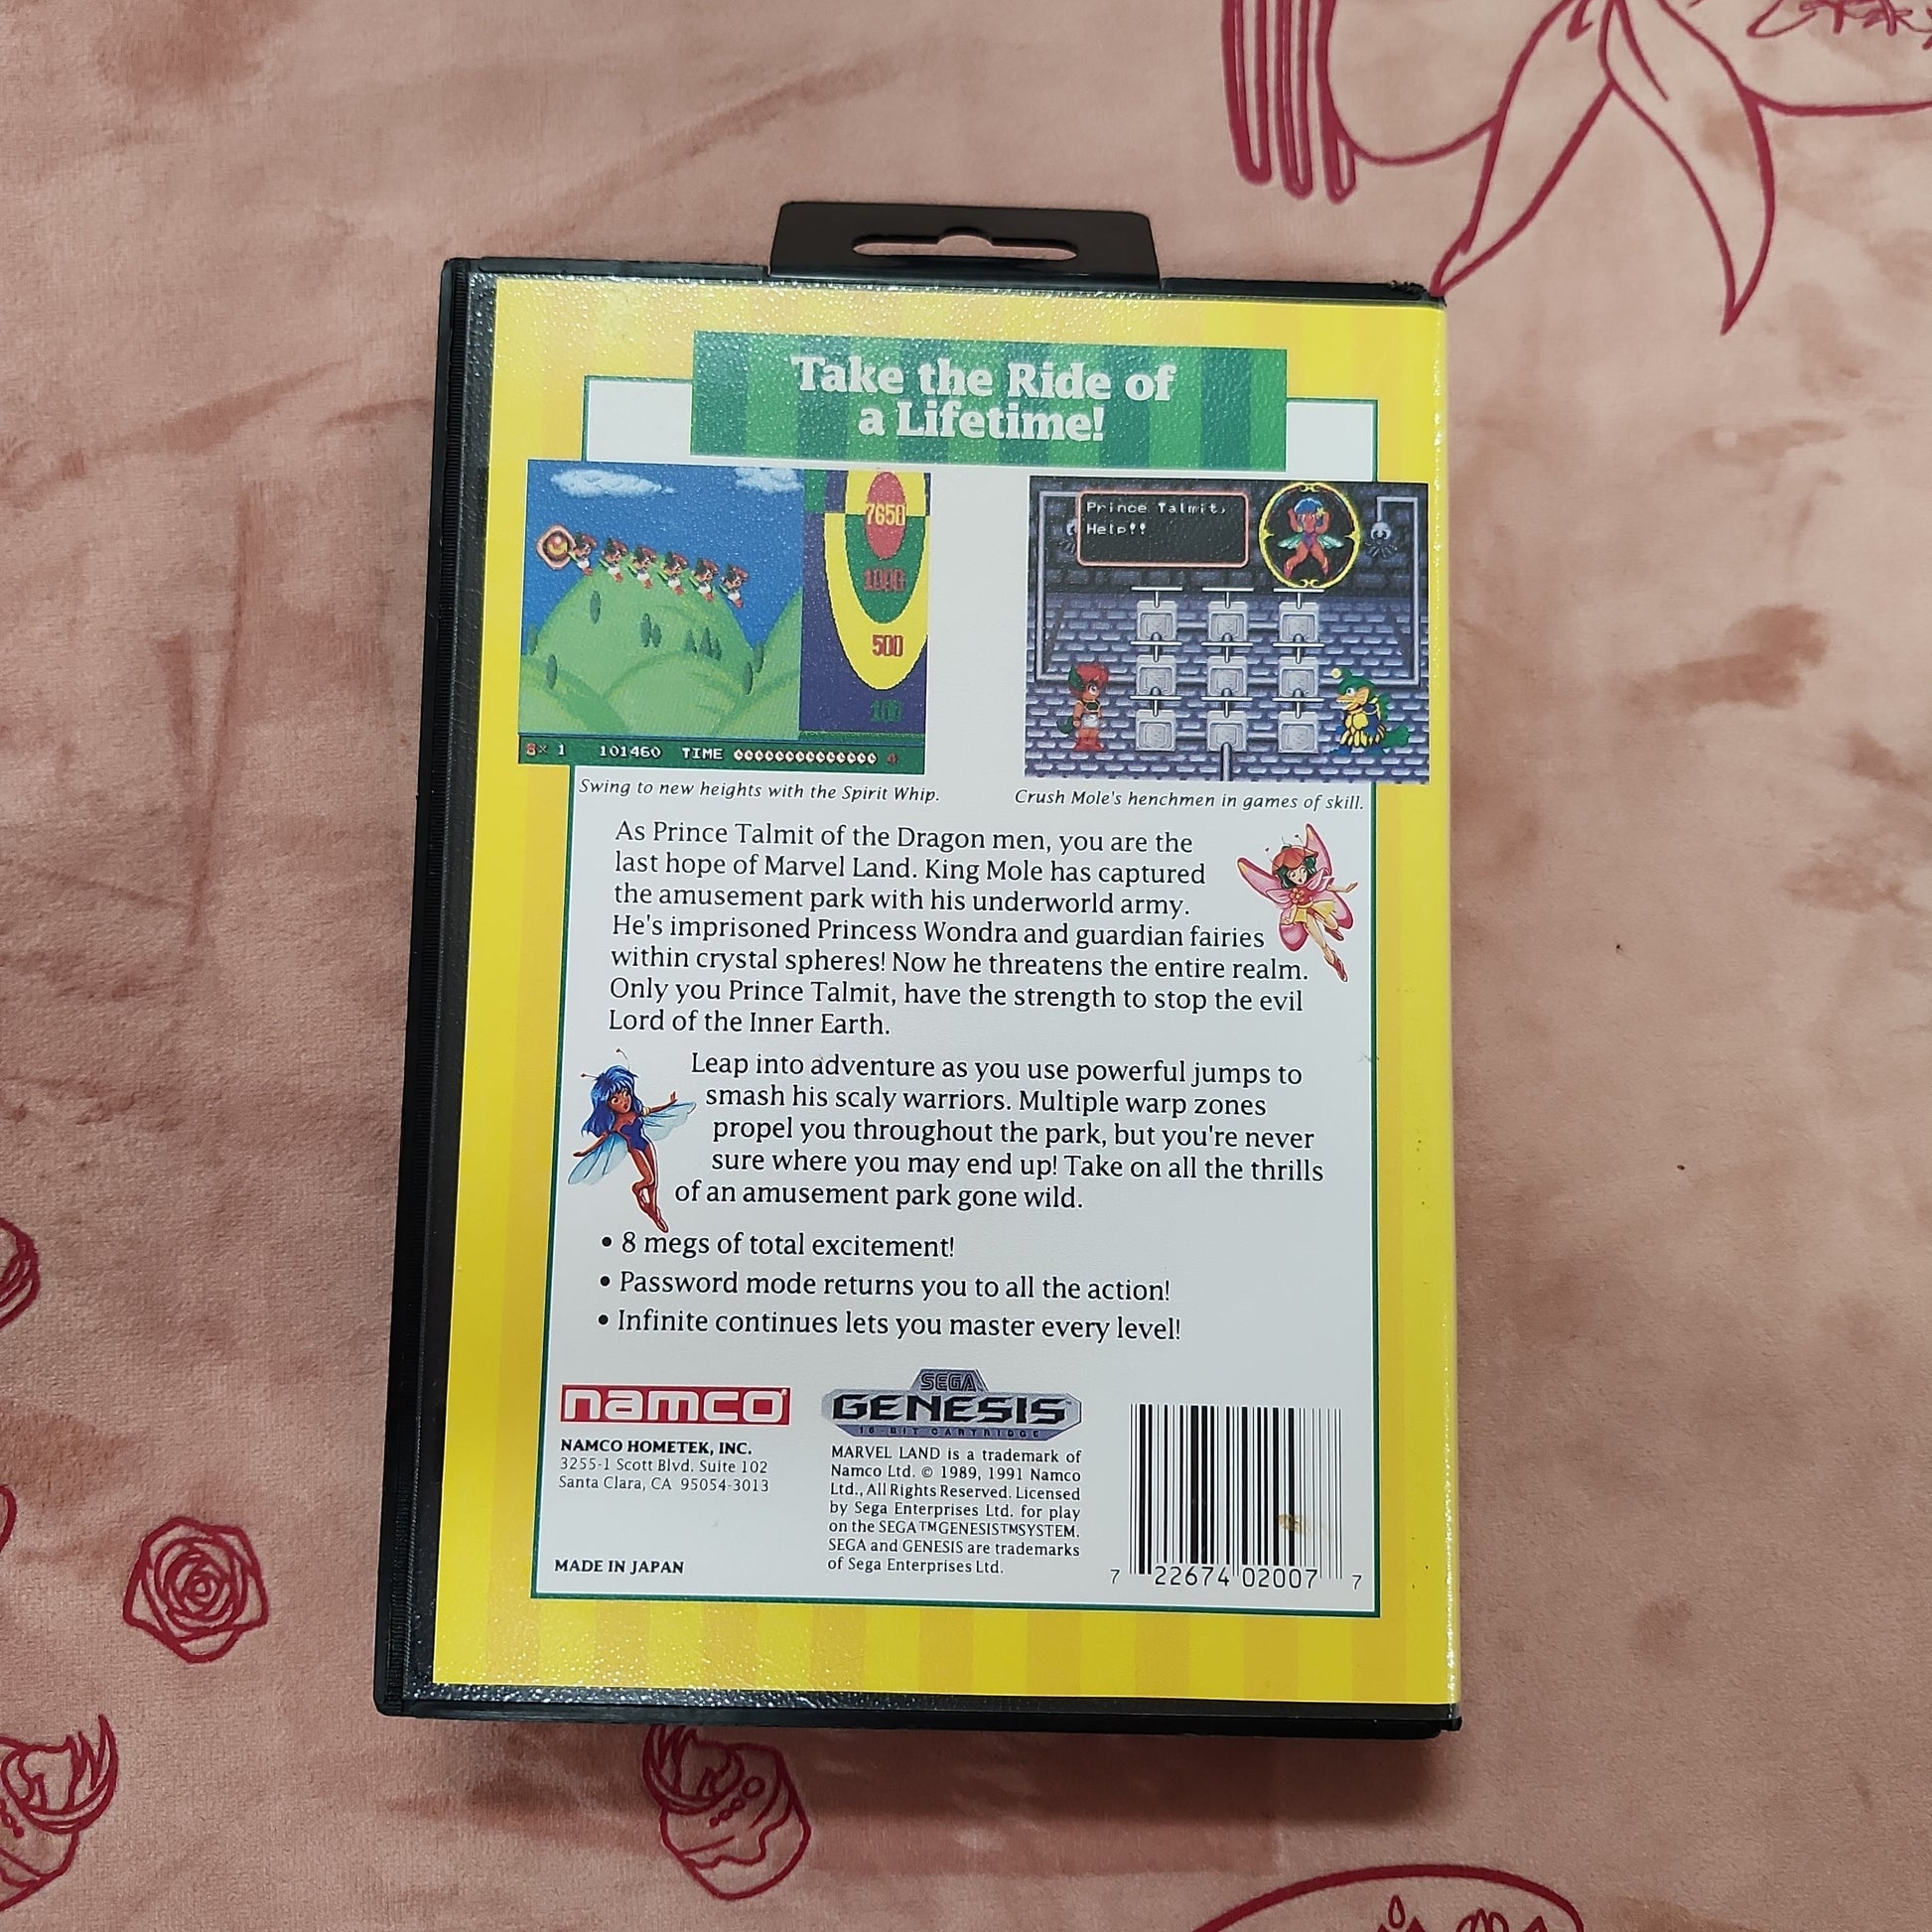 Take the Ride of
a Lifetime!
7650
1000
500
100
8× 1 101460 TIME
Swing to new heights with the Spirit Whip.
Prince Talmit,
Help!!
Crush Mole's henchmen in games of skill.
As Prince Talmit of the Dragon men, you are the
last hope of Marvel Land. King Mole has captured
the amusement park with his underworld army.
He's imprisoned Princess Wondra and guardian fairies
within crystal spheres! Now he threatens the entire realm.
Only you Prince Talmit, have the strength to stop the evil
Lord of the Inner Earth.
Leap into adventure as you use powerful jumps to
smash his scaly warriors. Multiple warp zones
propel you throughout the park, but you're never
sure where you may end up! Take on all the thrills
of an amusement park gone wild.
• 8 megs of total excitement!
• Password mode returns you to all the action!
• Infinite continues lets you master every level!
namco
NAMCO HOMETEK, INC.
3255-1 Scott Blvd. Suite 102
Santa Clara, CA 95054-3013
MADE IN JAPAN
SEGA
GENESIS
16-BIT CARTRIDGE
MARVEL LAND is a trademark of
Namco Ltd. © 1989, 1991 Namco
Ltd., All Rights Reserved. Licensed
by Sega Enterprises Ltd. for play
on the SEGA™GENESIS™SYSTEM.
SEGA and GENESIS are trademarks
of Sega Enterprises Ltd.
7 22674 02007 7